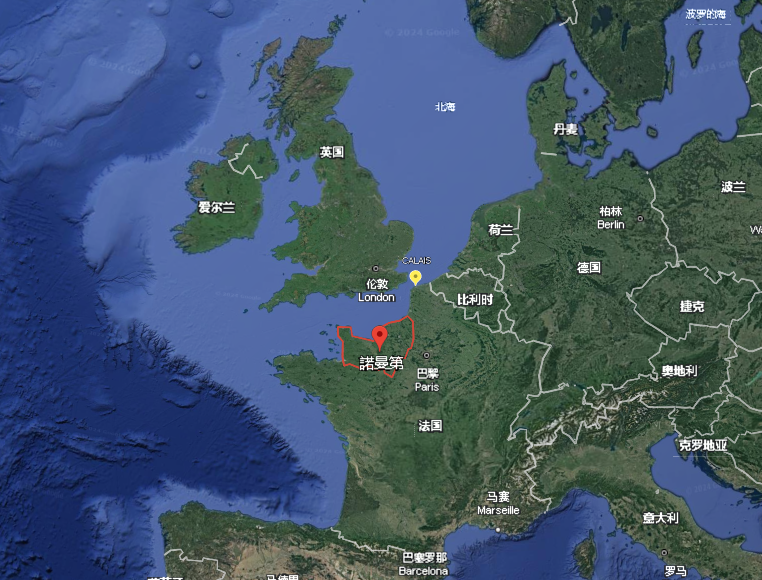 波罗的海
© 2024 Google
北海
丹麦
英国
波兰
爱尔兰
柏林
Berlin
荷兰
CALAIS
德国
伦敦
London
比利时
捷克
諾曼第
巴黎
Paris
奥地利
法国
克罗地亚
马赛
Marseille
意大利
巴塞罗那
Barcelona
罗马
马德里